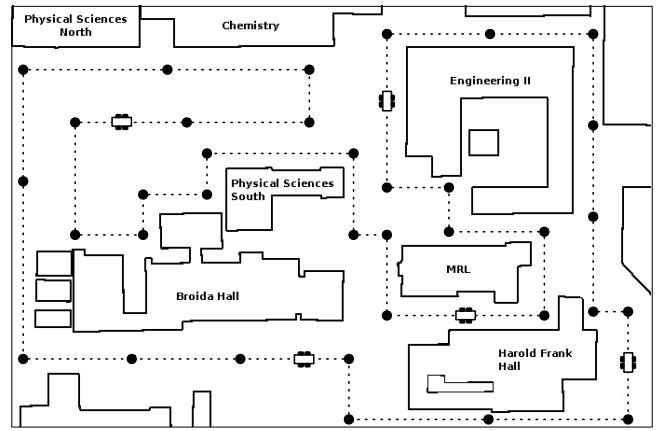 Physical Sciences
North
Chemistry
Engineering II
Physical Sciences
South
MRL
Broida Hall
Harold Frank
Hall